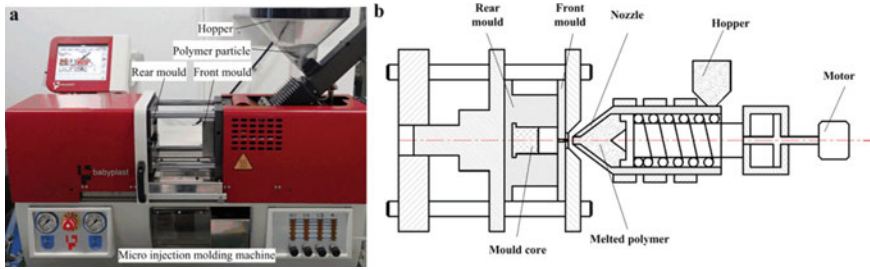 a
Hopper
Polymer particle
Rear mould
Front mould
babyplast
Micro injection molding machine
b
Rear
mould
Front
mould
Nozzle
Hopper
Motor
Mould core
Melted polymer